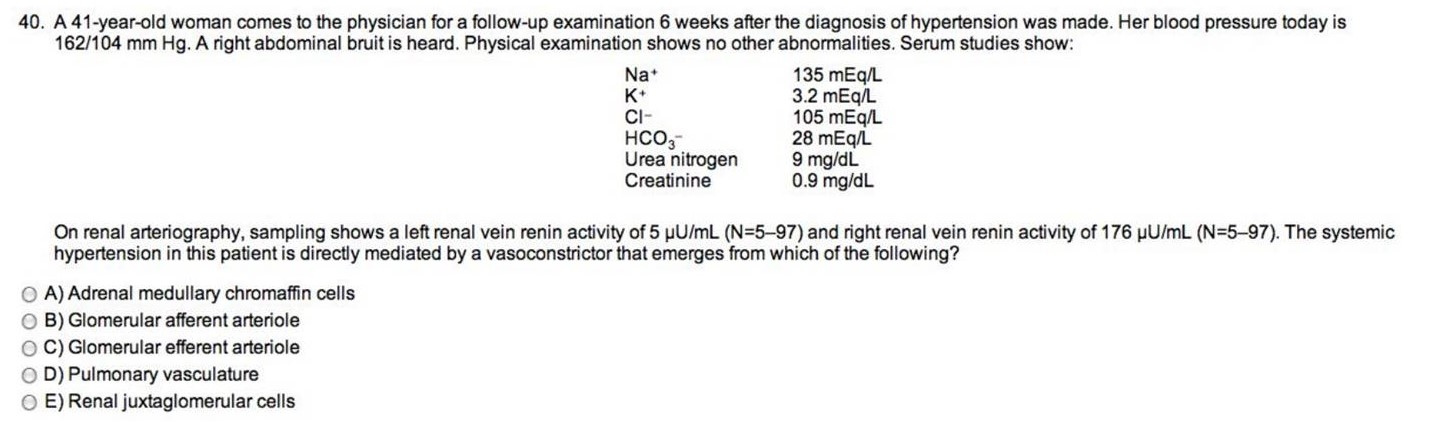 40. A 41-year-old woman comes to the physician for a follow-up examination 6 weeks after the diagnosis of hypertension was made. Her blood pressure today is
162/104 mm Hg. A right abdominal bruit is heard. Physical examination shows no other abnormalities. Serum studies show:
Na⁺ 135 mEq/L
K⁺ 3.2 mEq/L
Cl⁻ 105 mEq/L
HCO₃⁻ 28 mEq/L
Urea nitrogen 9 mg/dL
Creatinine 0.9 mg/dL
On renal arteriography, sampling shows a left renal vein renin activity of 5 µU/mL (N=5–97) and right renal vein renin activity of 176 µU/mL (N=5–97). The systemic
hypertension in this patient is directly mediated by a vasoconstrictor that emerges from which of the following?
A) Adrenal medullary chromaffin cells
B) Glomerular afferent arteriole
C) Glomerular efferent arteriole
D) Pulmonary vasculature
E) Renal juxtaglomerular cells